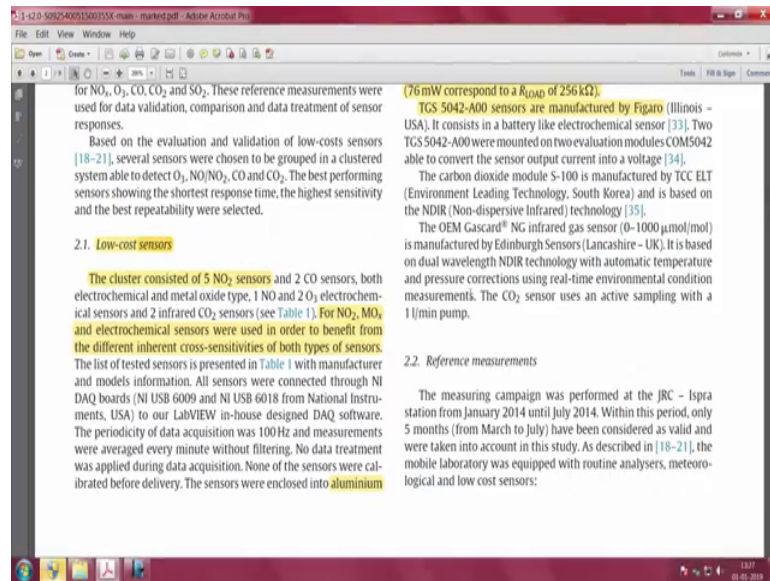 1-s2.0-S092540051500355X-main - marked.pdf - Adobe Acrobat Pro
File Edit View Window Help
Open
Create
Customize
Tools
Fill & Sign
Comment
for NOx, O3, CO, CO2 and SO2. These reference measurements were
used for data validation, comparison and data treatment of sensor
responses.
Based on the evaluation and validation of low-costs sensors
[18–21], several sensors were chosen to be grouped in a clustered
system able to detect O3, NO/NO2, CO and CO2. The best performing
sensors showing the shortest response time, the highest sensitivity
and the best repeatability were selected.
2.1. Low-cost sensors
The cluster consisted of 5 NO2 sensors and 2 CO sensors, both
electrochemical and metal oxide type, 1 NO and 2 O3 electrochem-
ical sensors and 2 infrared CO2 sensors (see Table 1). For NO2, MOx
and electrochemical sensors were used in order to benefit from
the different inherent cross-sensitivities of both types of sensors.
The list of tested sensors is presented in Table 1 with manufacturer
and models information. All sensors were connected through NI
DAQ boards (NI USB 6009 and NI USB 6018 from National Instru-
ments, USA) to our LabVIEW in-house designed DAQ software.
The periodicity of data acquisition was 100 Hz and measurements
were averaged every minute without filtering. No data treatment
was applied during data acquisition. None of the sensors were cal-
ibrated before delivery. The sensors were enclosed into aluminium
(76 mW correspond to a RLOAD of 256 kΩ).
TGS 5042-A00 sensors are manufactured by Figaro (Illinois –
USA). It consists in a battery like electrochemical sensor [33]. Two
TGS 5042-A00 were mounted on two evaluation modules COM5042
able to convert the sensor output current into a voltage [34].
The carbon dioxide module S-100 is manufactured by TCC ELT
(Environment Leading Technology, South Korea) and is based on
the NDIR (Non-dispersive Infrared) technology [35].
The OEM Gascard® NG infrared gas sensor (0–1000 μmol/mol)
is manufactured by Edinburgh Sensors (Lancashire – UK). It is based
on dual wavelength NDIR technology with automatic temperature
and pressure corrections using real-time environmental condition
measurements. The CO2 sensor uses an active sampling with a
1 l/min pump.
2.2. Reference measurements
The measuring campaign was performed at the JRC – Ispra
station from January 2014 until July 2014. Within this period, only
5 months (from March to July) have been considered as valid and
were taken into account in this study. As described in [18–21], the
mobile laboratory was equipped with routine analysers, meteoro-
logical and low cost sensors:
13:27
01-01-2019